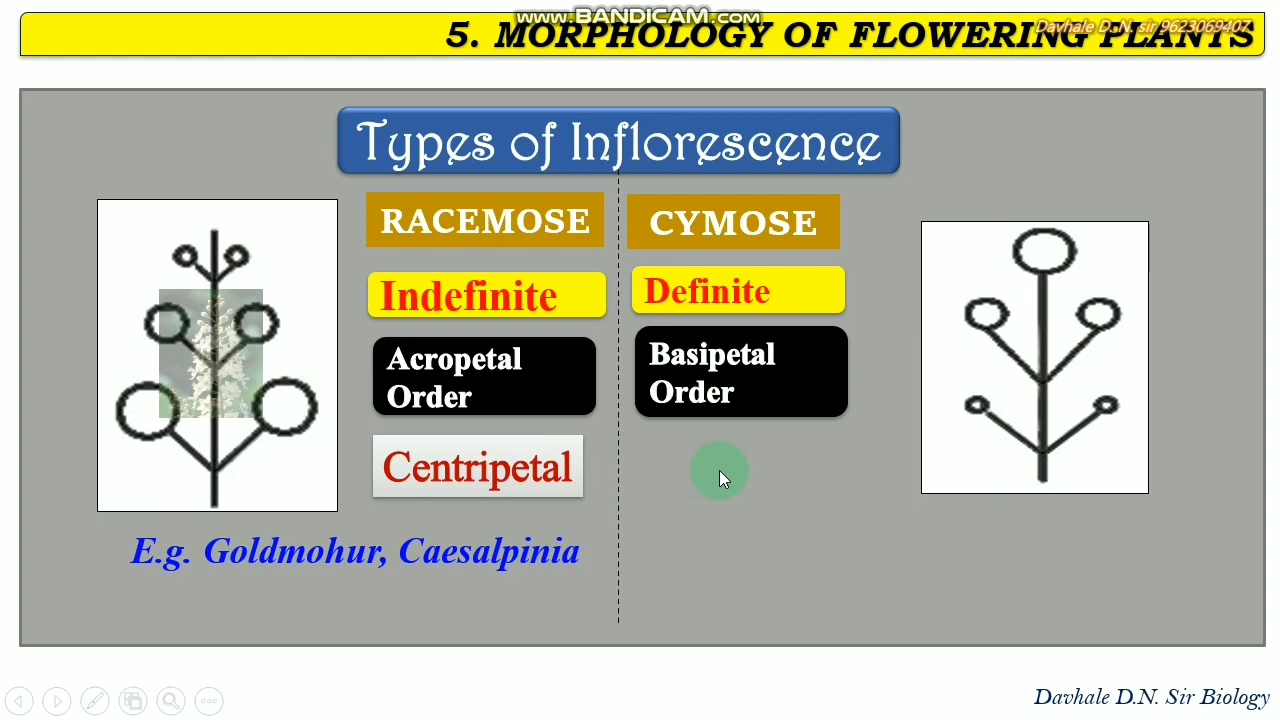 www.BANDICAM.com
Davhale D.N. sir 9623069407
5. MORPHOLOGY OF FLOWERING PLANTS
Types of Inflorescence
RACEMOSE
CYMOSE
Indefinite
Definite
Acropetal
Order
Basipetal
Order
Centripetal
E.g. Goldmohur, Caesalpinia
Davhale D.N. Sir Biology